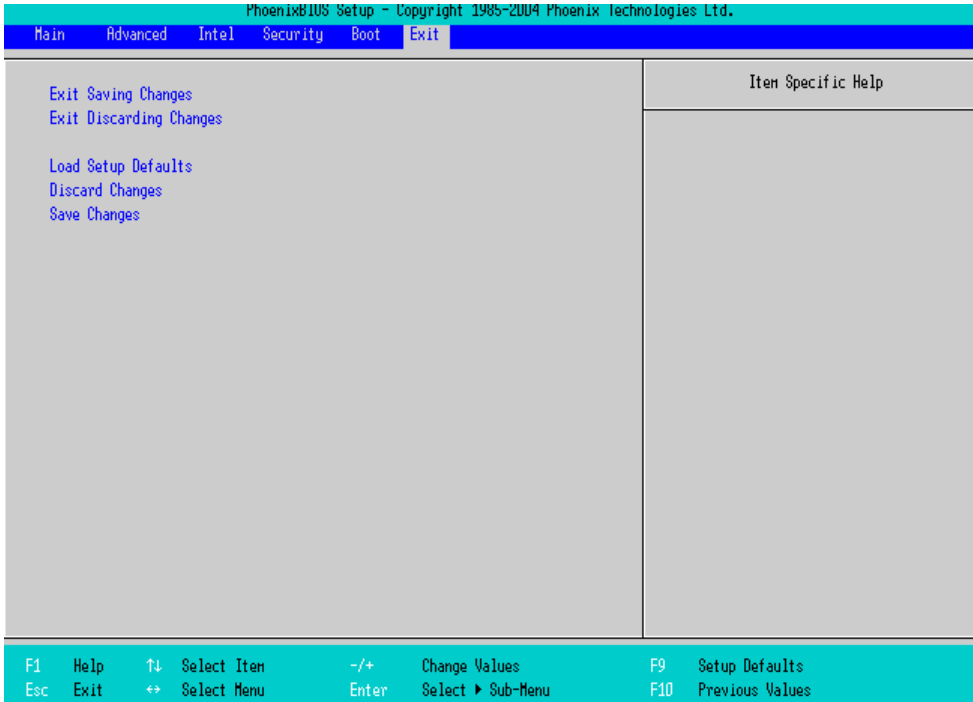 PhoenixBIOS Setup - Copyright 1985-2004 Phoenix Technologies Ltd.
Main Advanced Intel Security Boot Exit
Item Specific Help
Exit Saving Changes
Exit Discarding Changes
Load Setup Defaults
Discard Changes
Save Changes
F1 Help ↑↓ Select Item -/+ Change Values F9 Setup Defaults
Esc Exit ↔ Select Menu Enter Select ▶ Sub-Menu F10 Previous Values